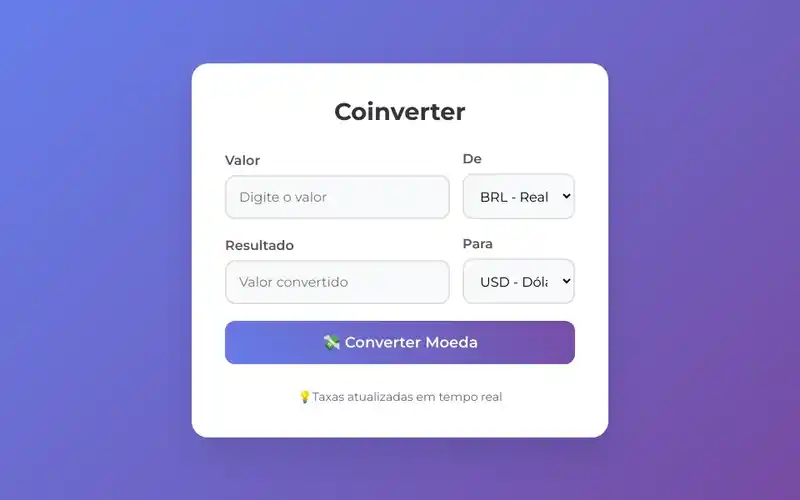 Coinverter
Valor
De
Digite o valor
BRL - Real
Resultado
Para
Valor convertido
USD - Dól
💸 Converter Moeda
💡Taxas atualizadas em tempo real